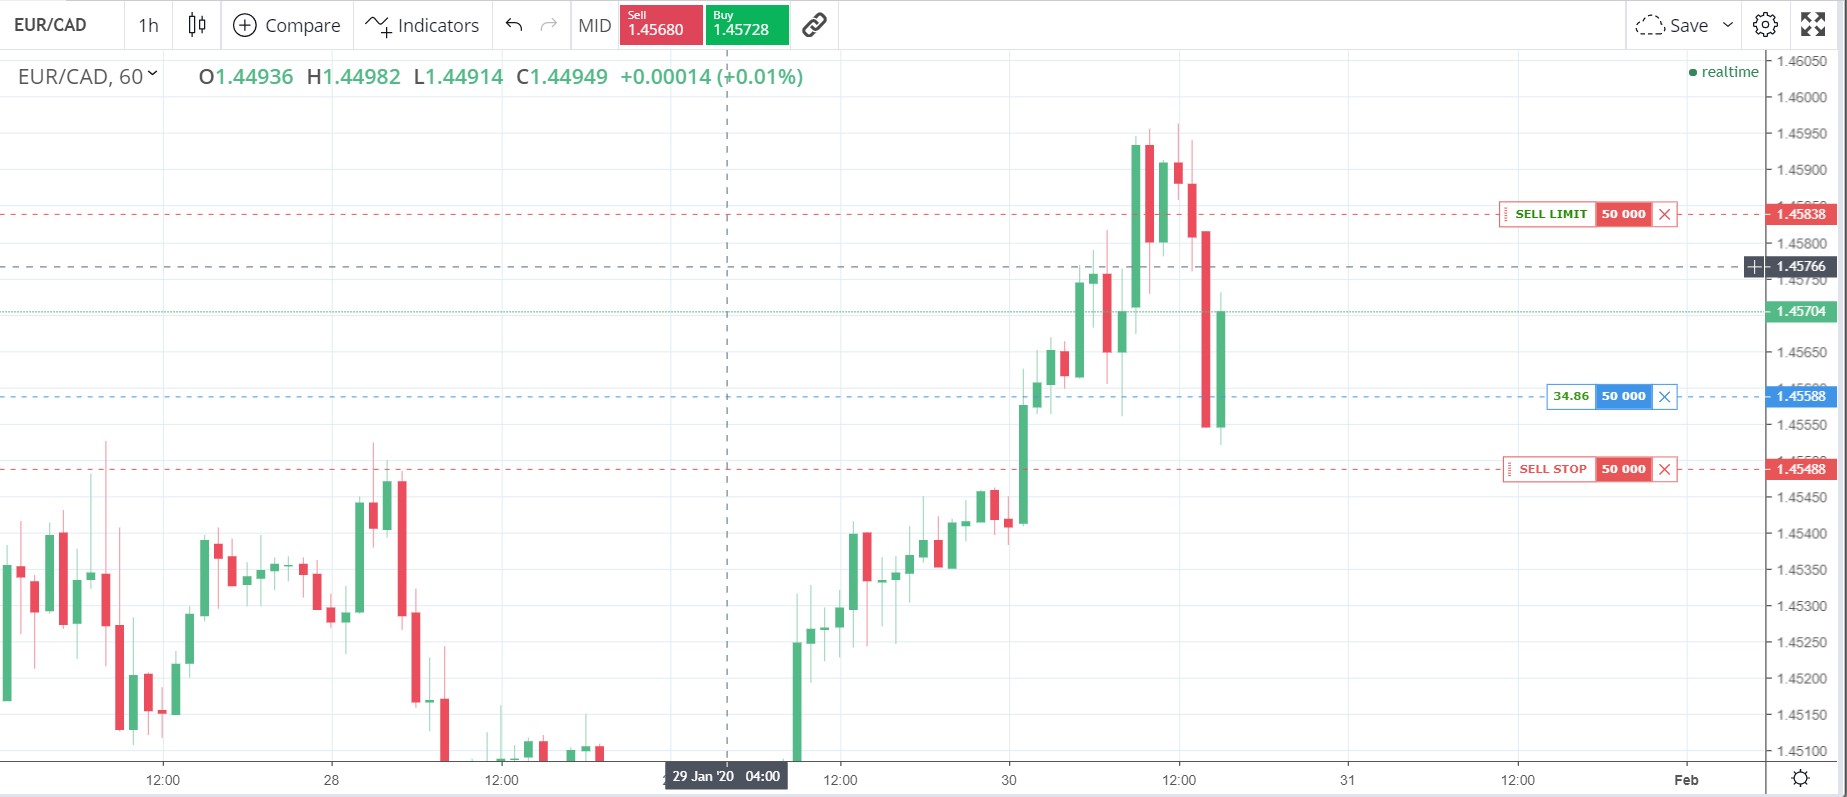 EUR/CAD 1h Compare Indicators MID Sell 1.45680 Buy 1.45728 Save
EUR/CAD, 60 O1.44936 H1.44982 L1.44914 C1.44949 +0.00014 (+0.01%)
realtime
1.46050
1.46000
1.45950
1.45900
SELL LIMIT 50 000 1.45838
1.45800
1.45766
1.45750
1.45704
1.45650
34.86 50 000 1.45588
1.45550
SELL STOP 50 000 1.45488
1.45450
1.45400
1.45350
1.45300
1.45250
1.45200
1.45150
1.45100
12:00 28 12:00 29 Jan '20 04:00 12:00 30 12:00 31 12:00 Feb